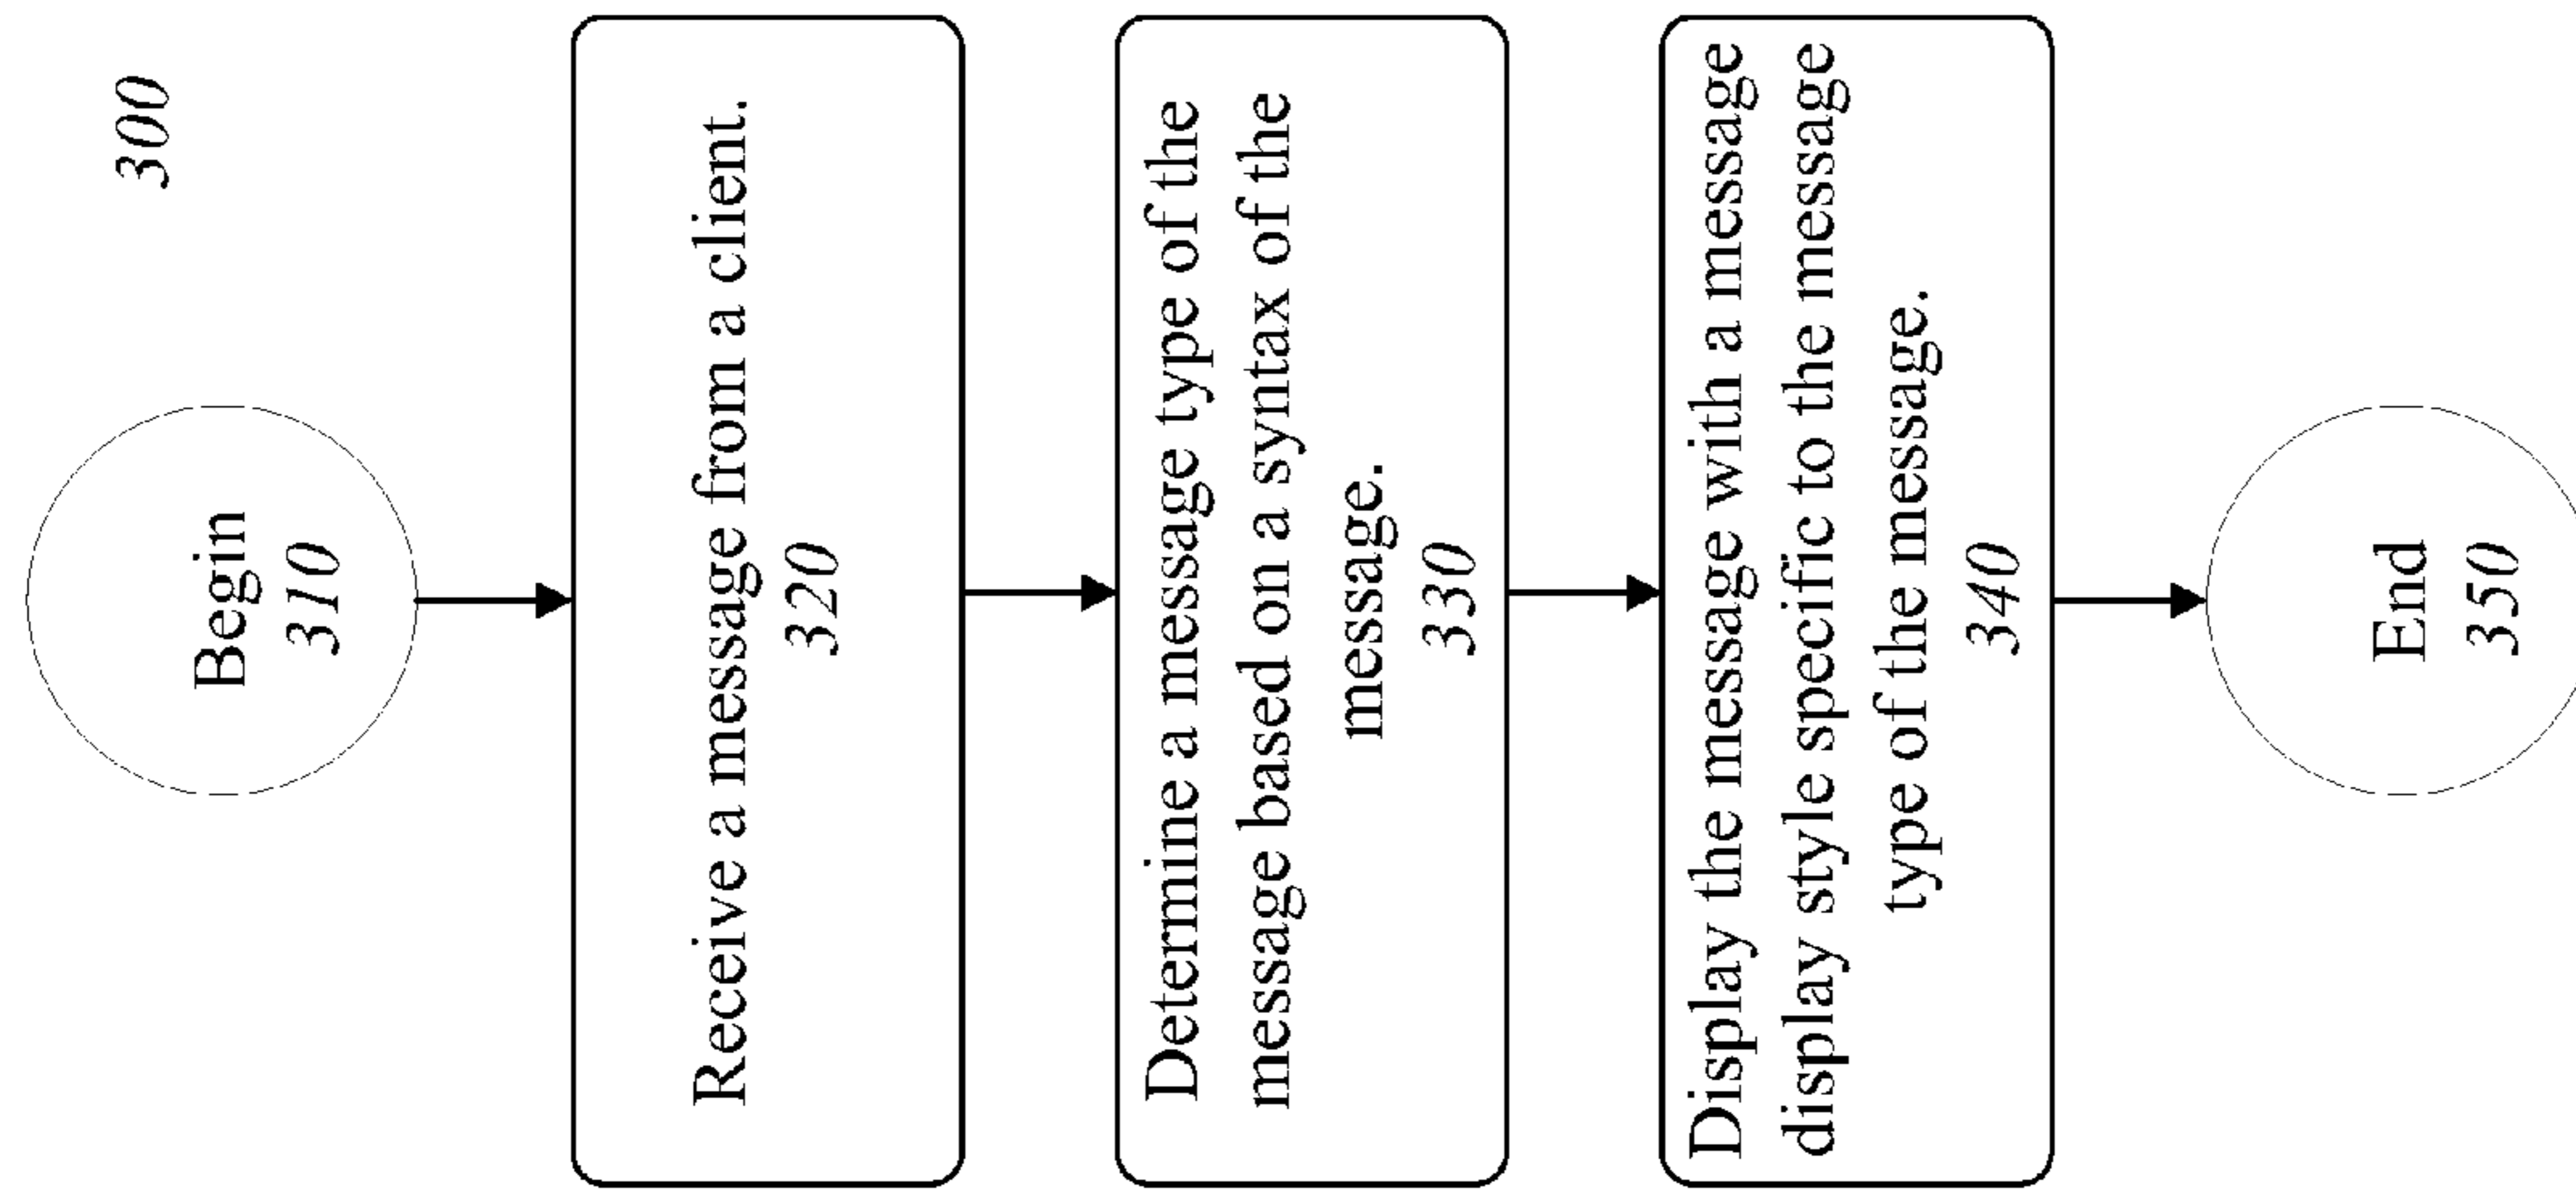 300
Begin
310
Receive a message from a client.
320
Determine a message type of the
message based on a syntax of the
message.
330
Display the message with a message
display style specific to the message
type of the message.
340
End
350